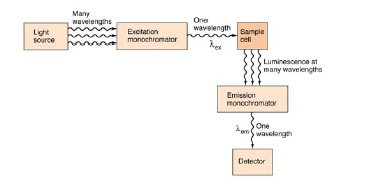 Many
wavelengths
Light
source
Excitation
monochromator
One
wavelength
λex
Sample
cell
Luminescence at
many wavelengths
Emission
monochromator
λem
One
wavelength
Detector